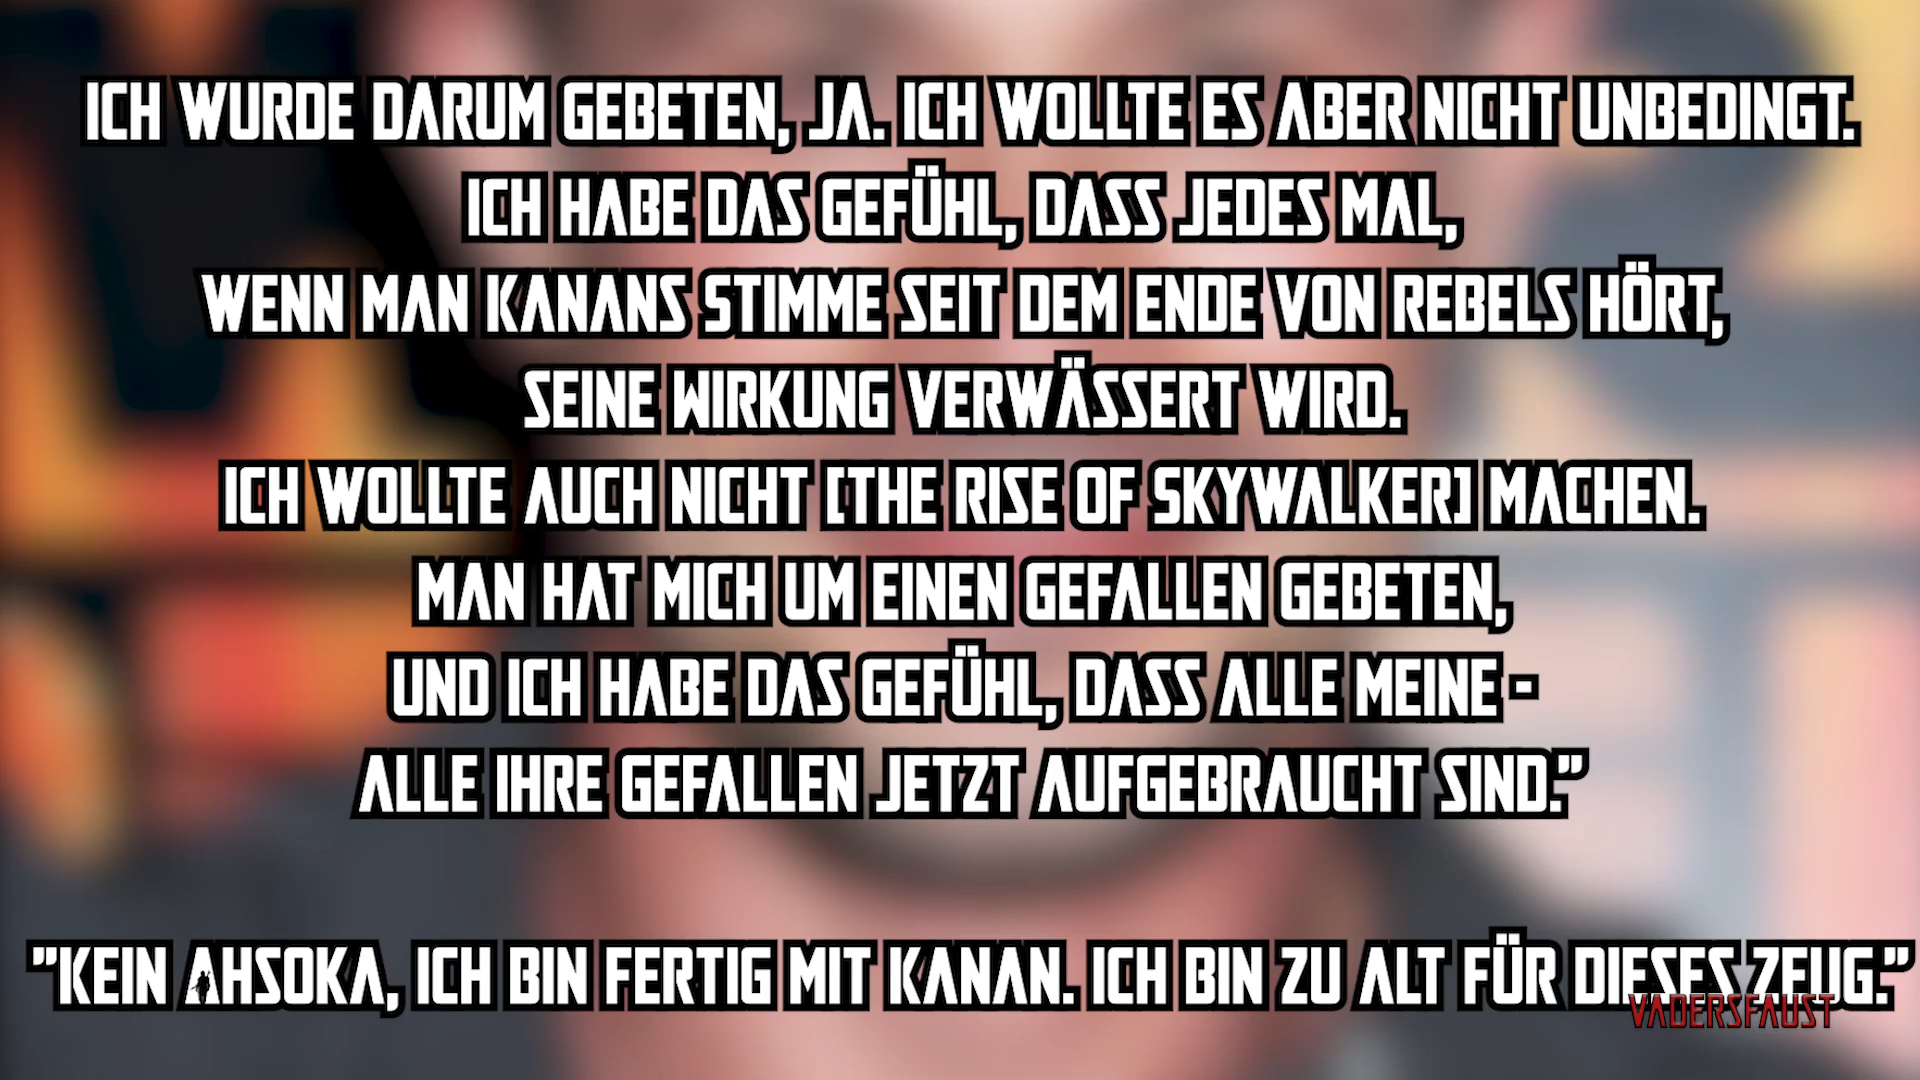 ICH WURDE DARUM GEBETEN, JA. ICH WOLLTE ES ABER NICHT UNBEDINGT.
ICH HABE DAS GEFÜHL, DASS JEDES MAL,
WENN MAN KANANS STIMME SEIT DEM ENDE VON REBELS HÖRT,
SEINE WIRKUNG VERWÄSSERT WIRD.
ICH WOLLTE AUCH NICHT [THE RISE OF SKYWALKER] MACHEN.
MAN HAT MICH UM EINEN GEFALLEN GEBETEN,
UND ICH HABE DAS GEFÜHL, DASS ALLE MEINE -
ALLE IHRE GEFALLEN JETZT AUFGEBRAUCHT SIND."
"KEIN AHSOKA, ICH BIN FERTIG MIT KANAN. ICH BIN ZU ALT FÜR DIESES ZEUG."
VADERSFAUST